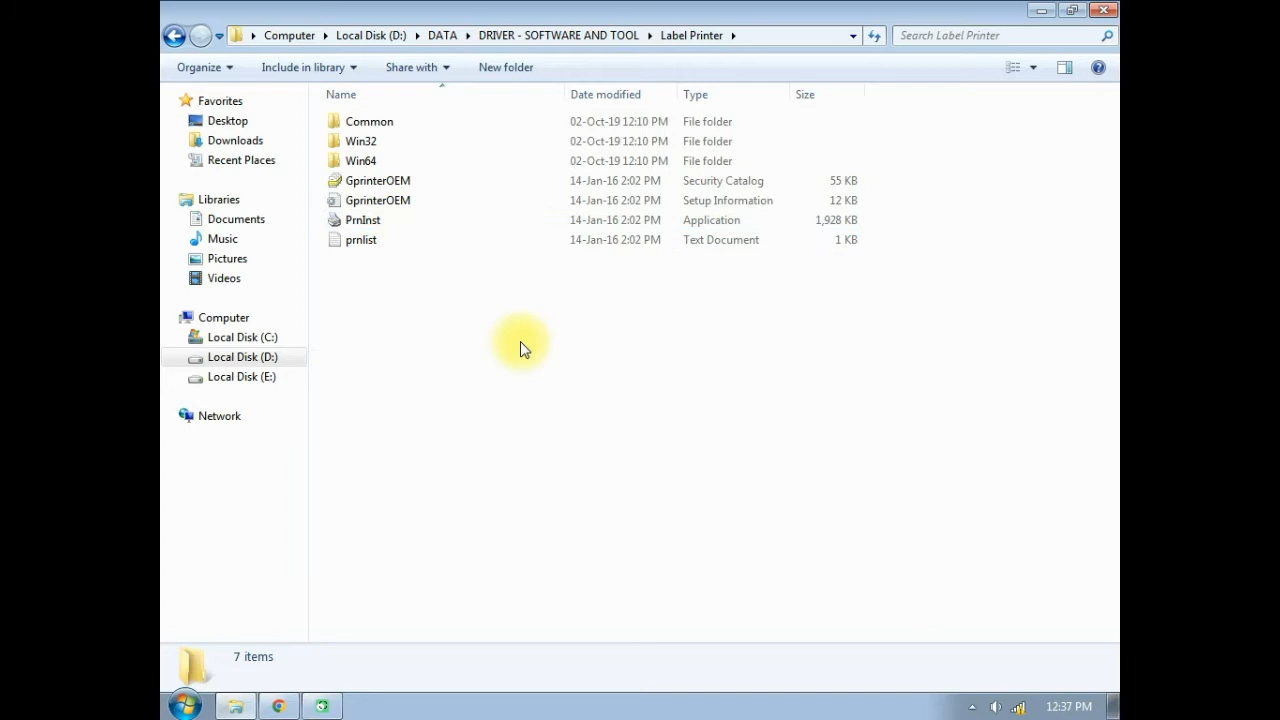 Computer Local Disk (D:) DATA DRIVER - SOFTWARE AND TOOL Label Printer Search Label Printer
Organize Include in library Share with New folder
Name Date modified Type Size
Favorites
Desktop
Downloads
Recent Places
Libraries
Documents
Music
Pictures
Videos
Computer
Local Disk (C:)
Local Disk (D:)
Local Disk (E:)
Network
Common 02-Oct-19 12:10 PM File folder
Win32 02-Oct-19 12:10 PM File folder
Win64 02-Oct-19 12:10 PM File folder
GprinterOEM 14-Jan-16 2:02 PM Security Catalog 55 KB
GprinterOEM 14-Jan-16 2:02 PM Setup Information 12 KB
PrnInst 14-Jan-16 2:02 PM Application 1,928 KB
prnlist 14-Jan-16 2:02 PM Text Document 1 KB
7 items
12:37 PM